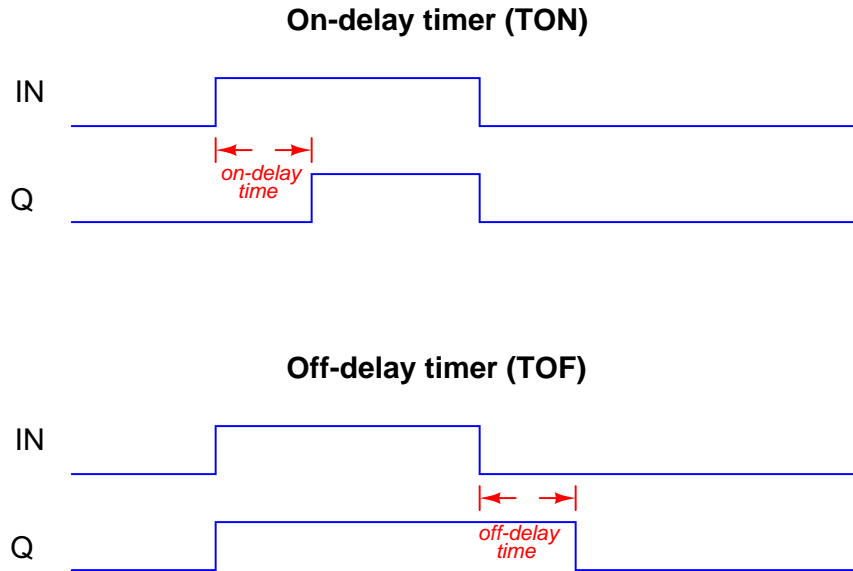 On-delay timer (TON)
IN
on-delay
time
Q
Off-delay timer (TOF)
IN
off-delay
time
Q